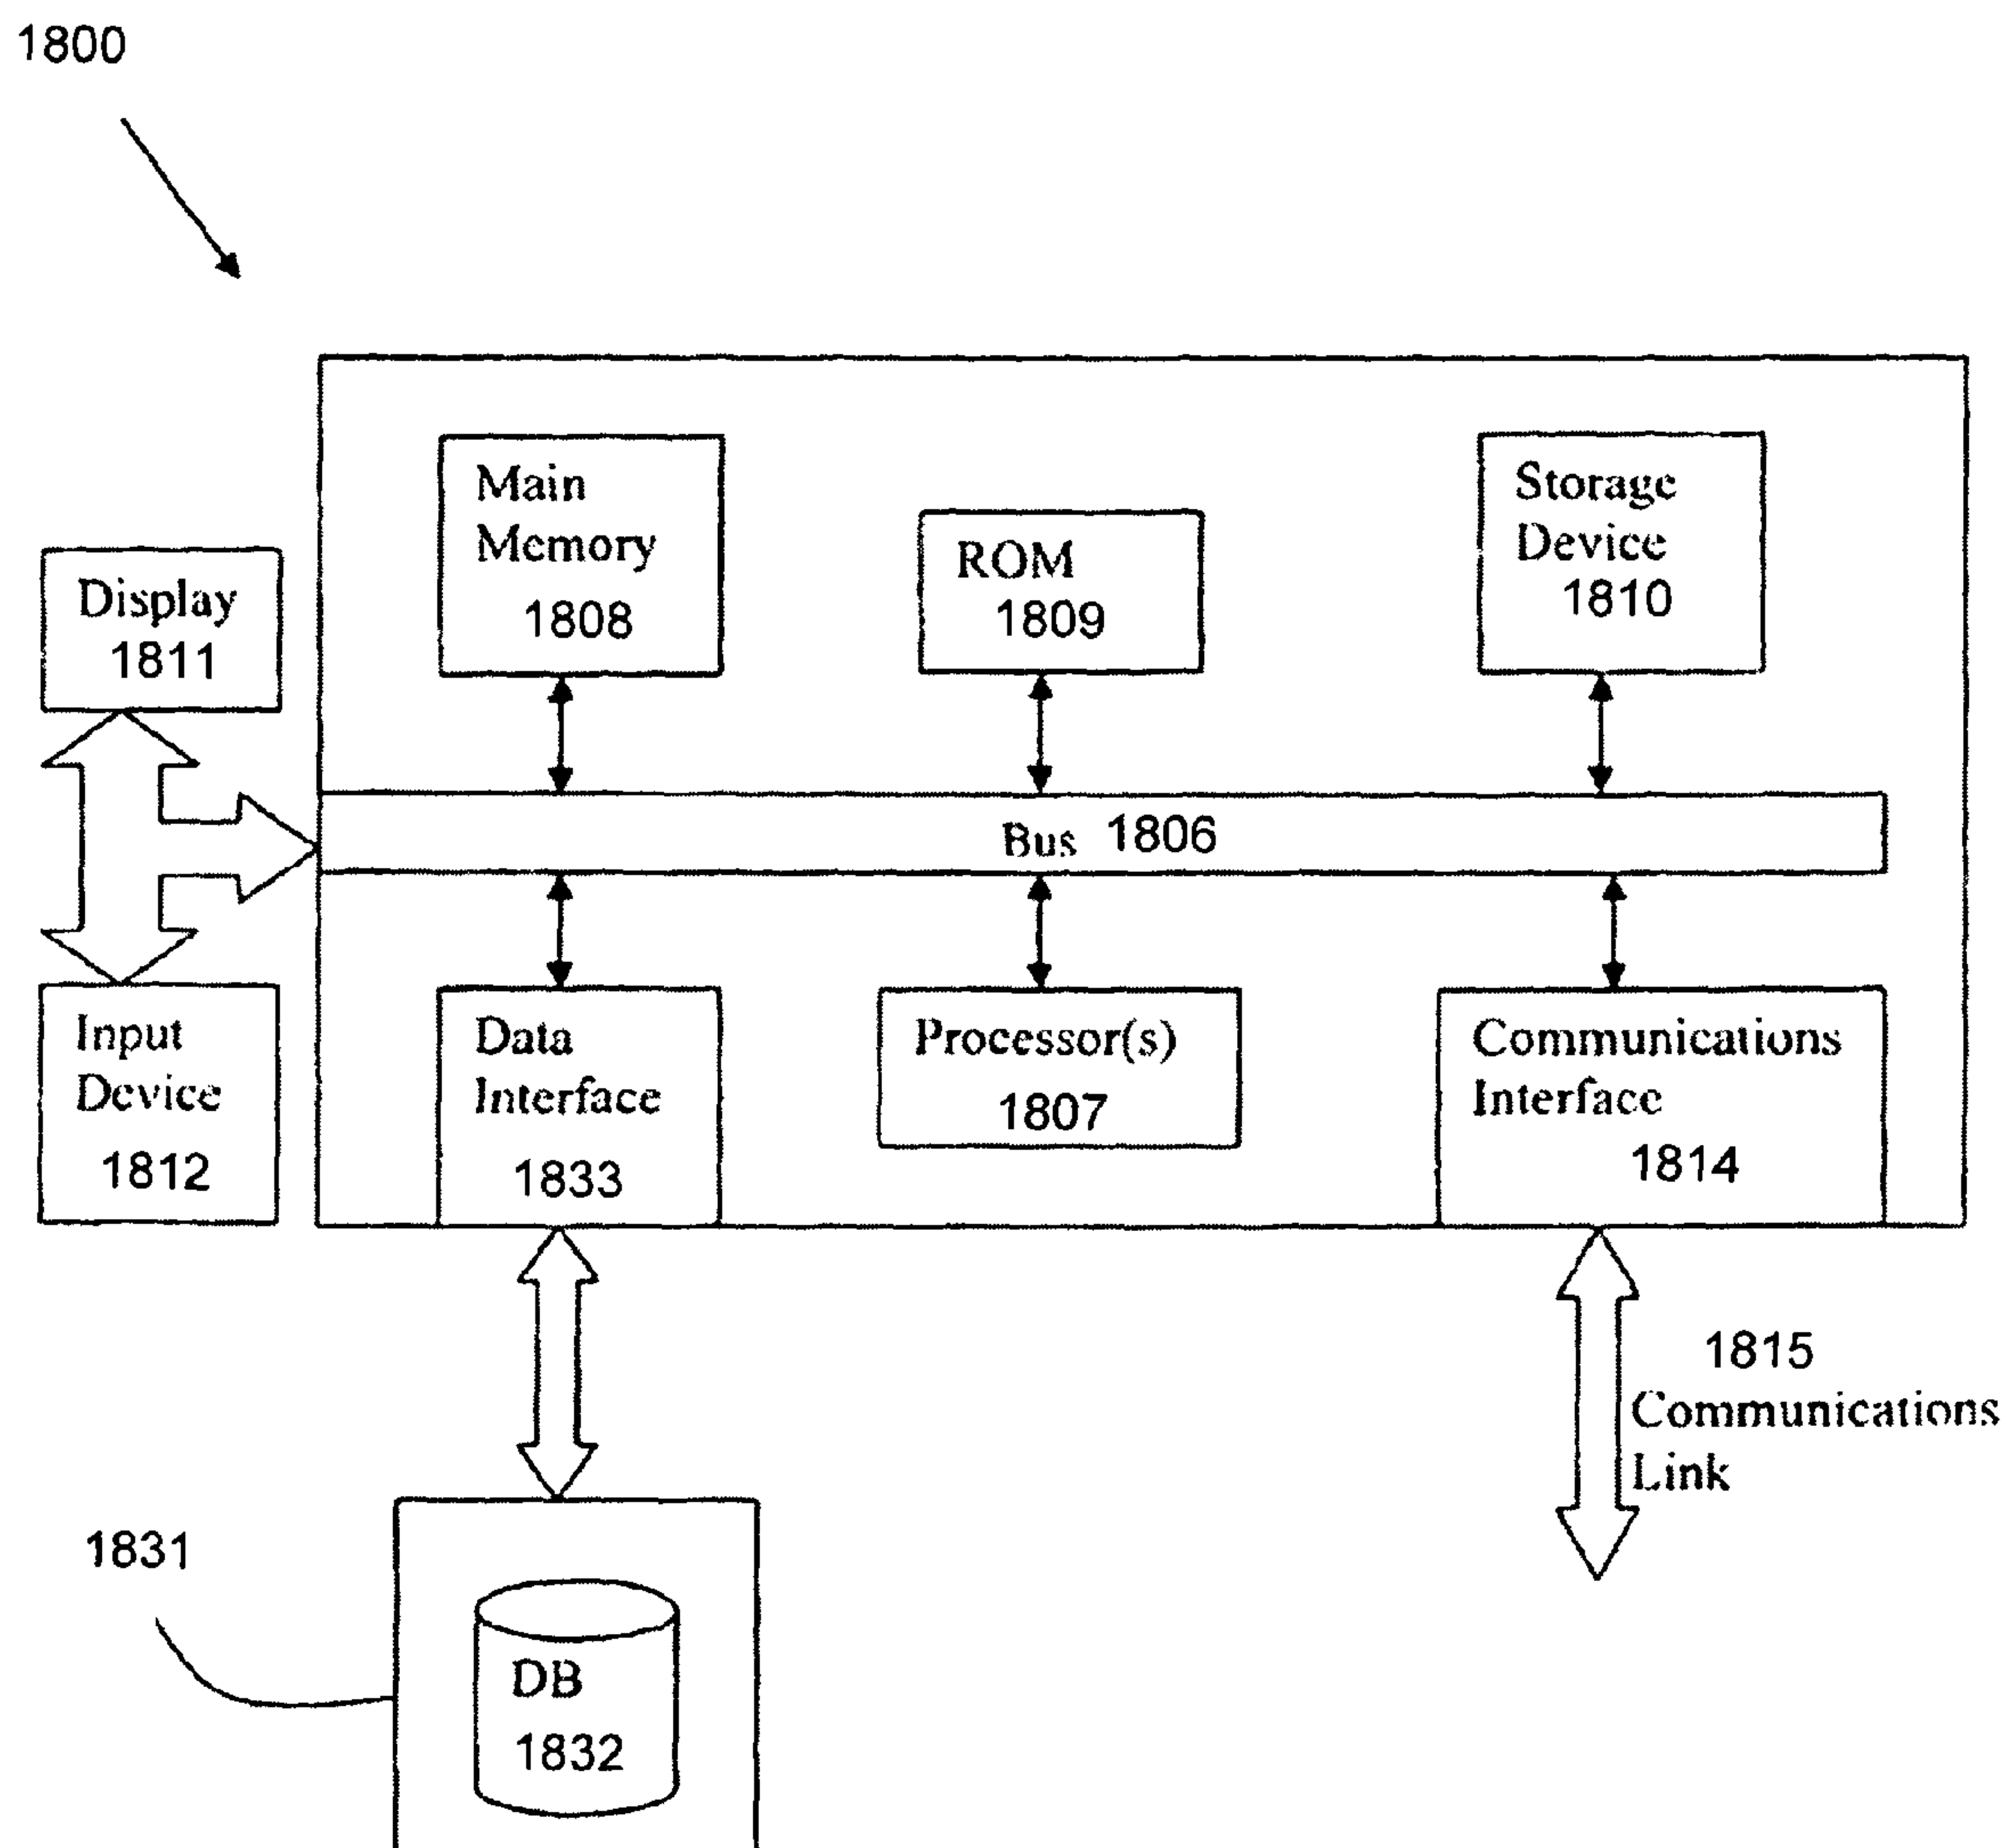 1800
Main
Memory
1808
ROM
1809
Storage
Device
1810
Display
1811
Bus 1806
Input
Device
1812
Data
Interface
1833
Processor(s)
1807
Communications
Interface
1814
1815
Communications
Link
1831
DB
1832